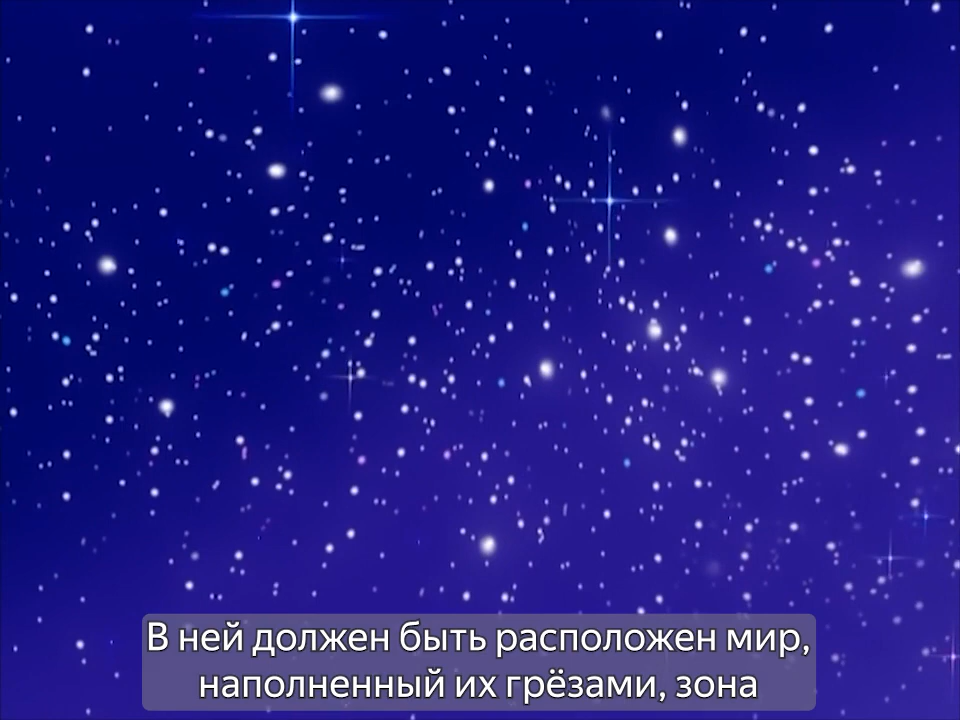 В ней должен быть расположен мир,
наполненный их грёзами, зона